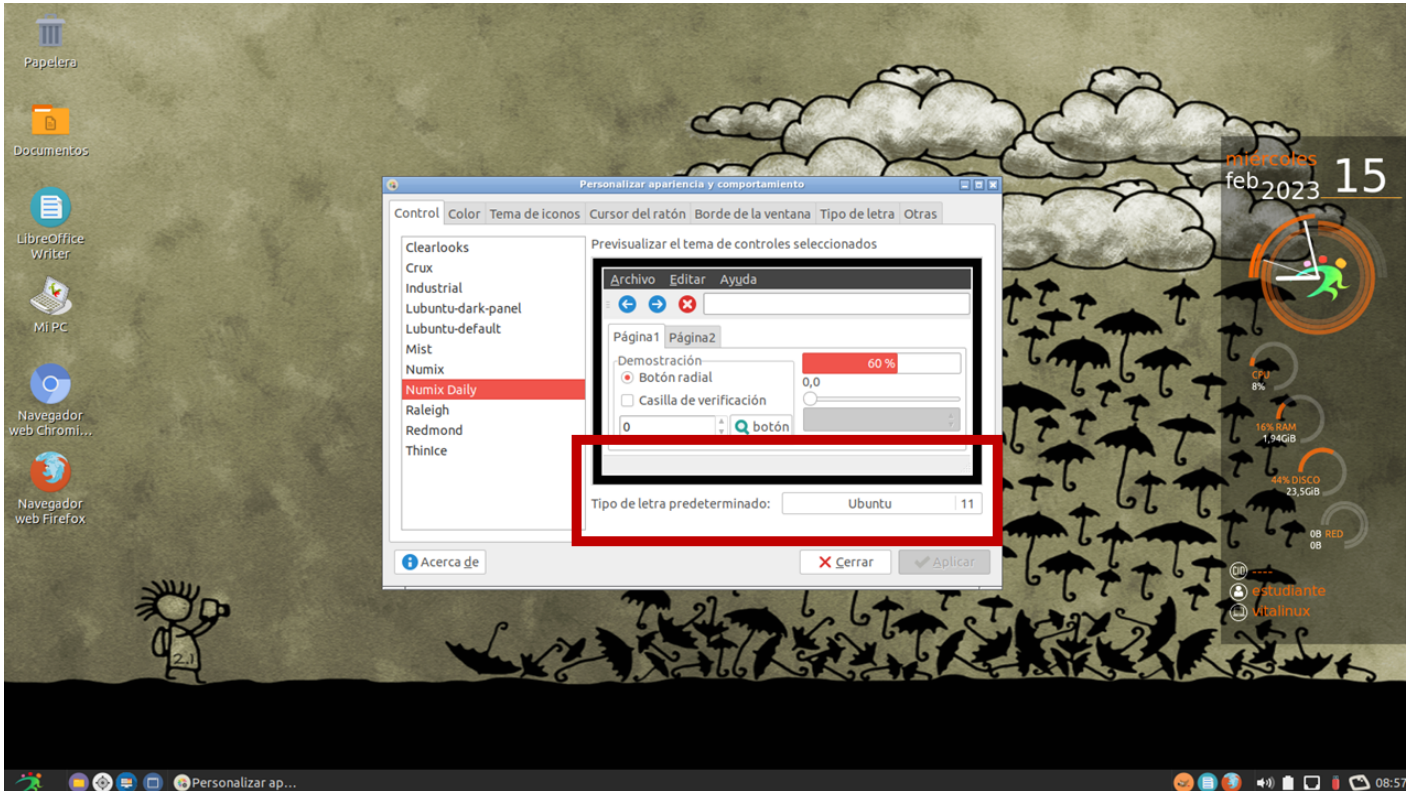 Papelera
Documentos
LibreOffice
Writer
Mi PC
Navegador
web Chromi...
Navegador
web Firefox
Personalizar apariencia y comportamiento
Control Color Tema de iconos Cursor del ratón Borde de la ventana Tipo de letra Otras
Clearlooks
Crux
Industrial
Lubuntu-dark-panel
Lubuntu-default
Mist
Numix
Numix Daily
Raleigh
Redmond
ThinIce
Previsualizar el tema de controles seleccionados
Archivo Editar Ayuda
Página1 Página2
Demostración
Botón radial
Casilla de verificación
0
botón
60 %
0,0
Tipo de letra predeterminado: Ubuntu 11
Acerca de
Cerrar
Aplicar
miércoles
feb 2023 15
CPU
8%
16% RAM
1,94GiB
44% DISCO
23,5GiB
0B RED
0B
CID ----
estudiante
vitalinux
2.1
Personalizar ap...
08:57